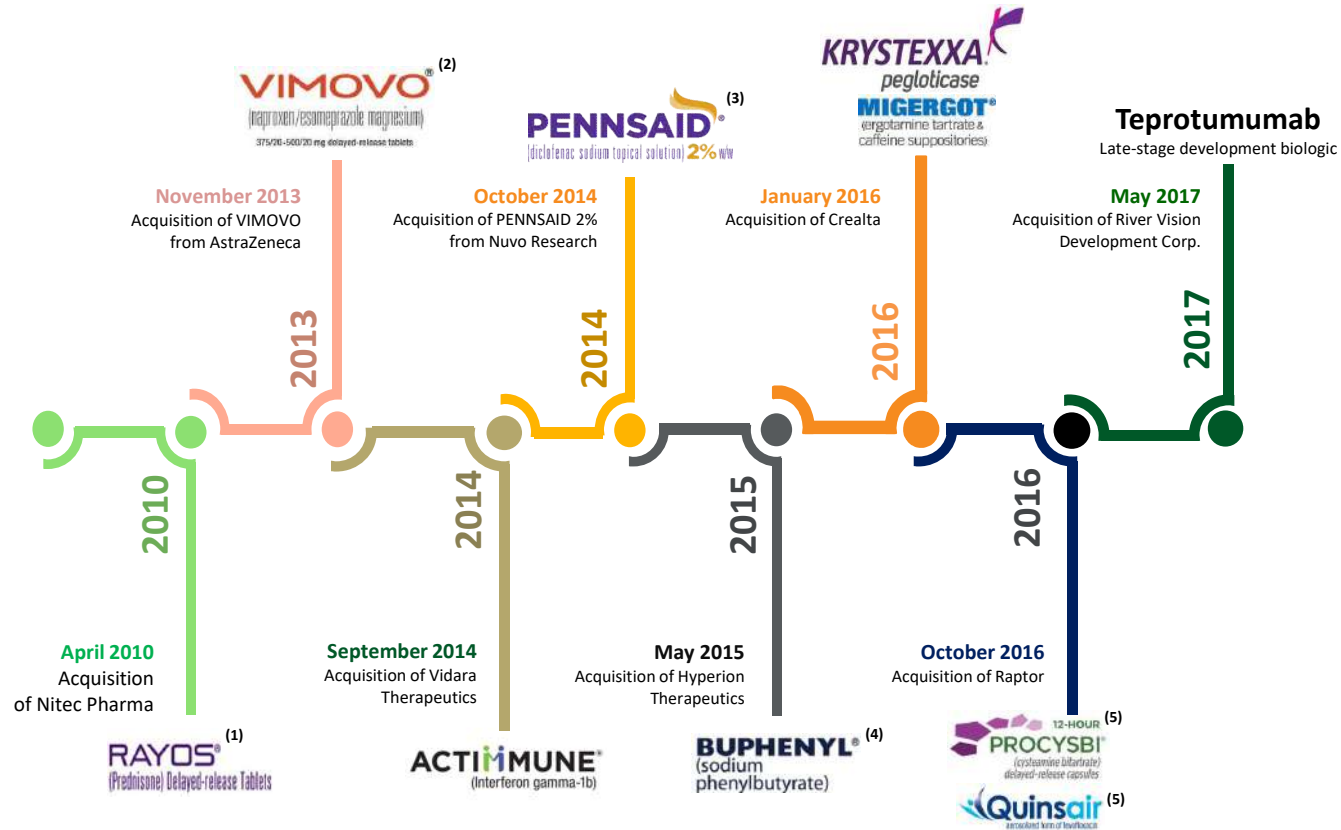 VIMOVO® (2)
(naproxen/esomeprazole magnesium)
375/20-500/20 mg delayed-release tablets
November 2013
Acquisition of VIMOVO
from AstraZeneca
2013
PENNSAID® (3)
(diclofenac sodium topical solution) 2% w/w
October 2014
Acquisition of PENNSAID 2%
from Nuvo Research
2014
KRYSTEXXA®
pegloticase
MIGERGOT®
(ergotamine tartrate &
caffeine suppositories)
January 2016
Acquisition of Crealta
2016
Teprotumumab
Late-stage development biologic
May 2017
Acquisition of River Vision
Development Corp.
2017
2010
April 2010
Acquisition
of Nitec Pharma
RAYOS® (1)
(Prednisone) Delayed-release Tablets
2014
September 2014
Acquisition of Vidara
Therapeutics
ACTIMMUNE®
(Interferon gamma-1b)
2015
May 2015
Acquisition of Hyperion
Therapeutics
BUPHENYL® (4)
(sodium
phenylbutyrate)
2016
October 2016
Acquisition of Raptor
12-HOUR (5)
PROCYSBI®
(cysteamine bitartrate)
delayed-release capsules
Quinsair (5)
aerosolized form of levofloxacin